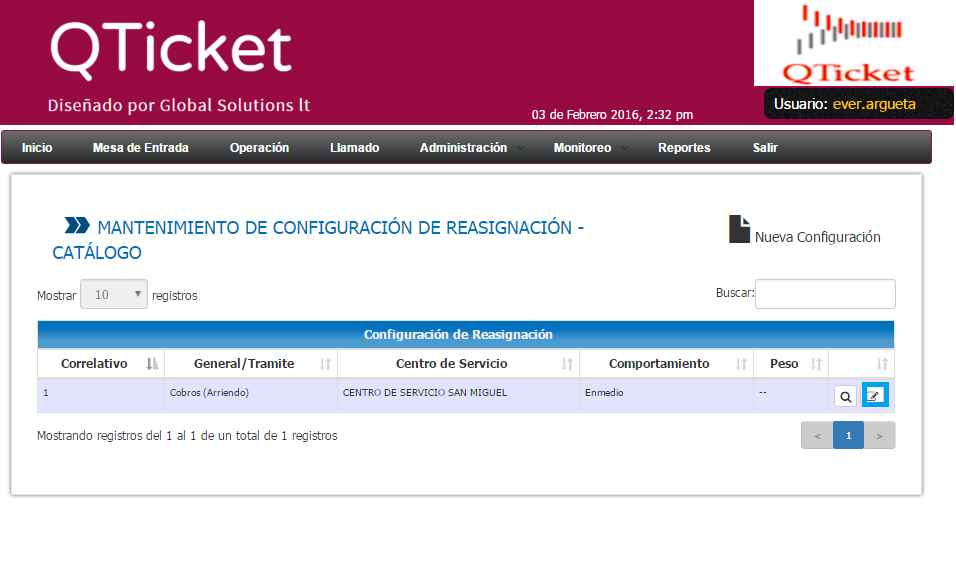 QTicket
Diseñado por Global Solutions lt
QTicket
03 de Febrero 2016, 2:32 pm
Usuario: ever.argueta
Inicio Mesa de Entrada Operación Llamado Administración Monitoreo Reportes Salir
MANTENIMIENTO DE CONFIGURACIÓN DE REASIGNACIÓN -
CATÁLOGO
Nueva Configuración
Mostrar 10 registros
Buscar:
Configuración de Reasignación
Correlativo General/Tramite Centro de Servicio Comportamiento Peso
1 Cobros (Arriendo) CENTRO DE SERVICIO SAN MIGUEL Enmedio --
Mostrando registros del 1 al 1 de un total de 1 registros
< 1 >